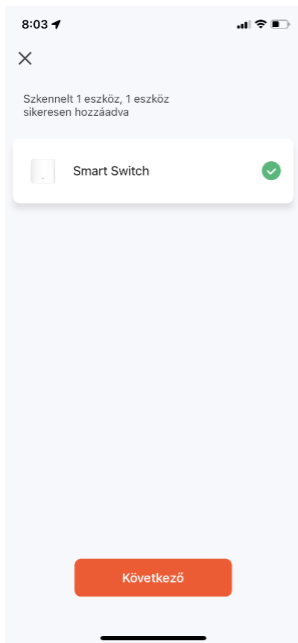 8:03
Szkennelt 1 eszköz, 1 eszköz
sikeresen hozzáadva
Smart Switch
Következő